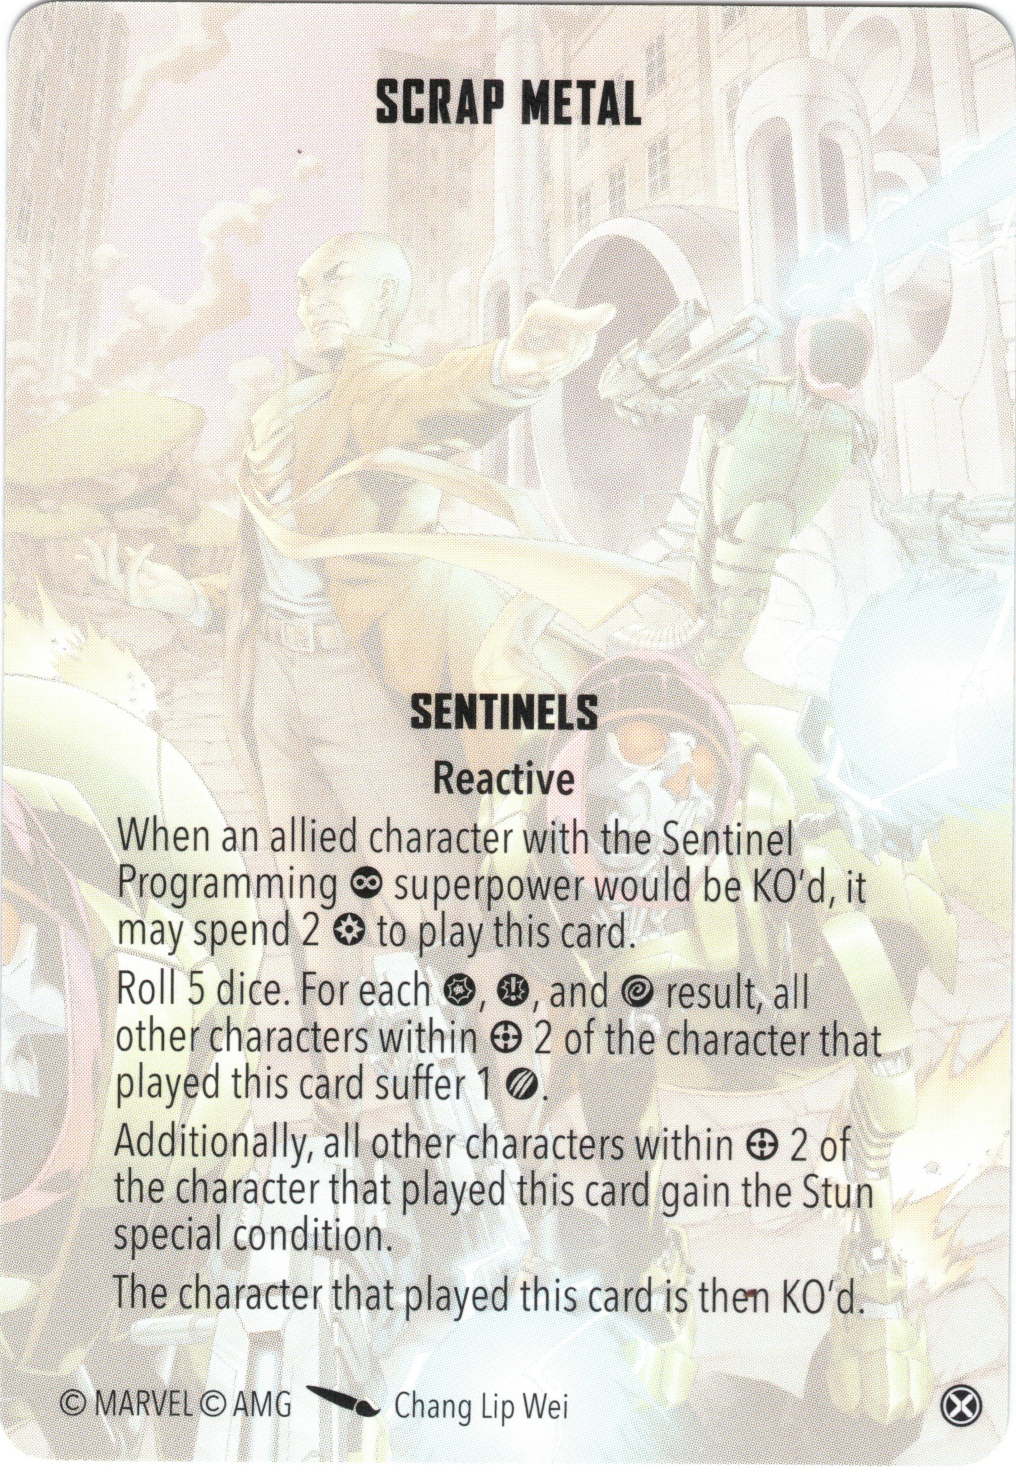 SCRAP METAL
SENTINELS
Reactive
When an allied character with the Sentinel
Programming ∞ superpower would be KO'd, it
may spend 2 to play this card.
Roll 5 dice. For each , , and result, all
other characters within 2 of the character that
played this card suffer 1 .
Additionally, all other characters within 2 of
the character that played this card gain the Stun
special condition.
The character that played this card is then KO'd.
© MARVEL © AMG Chang Lip Wei